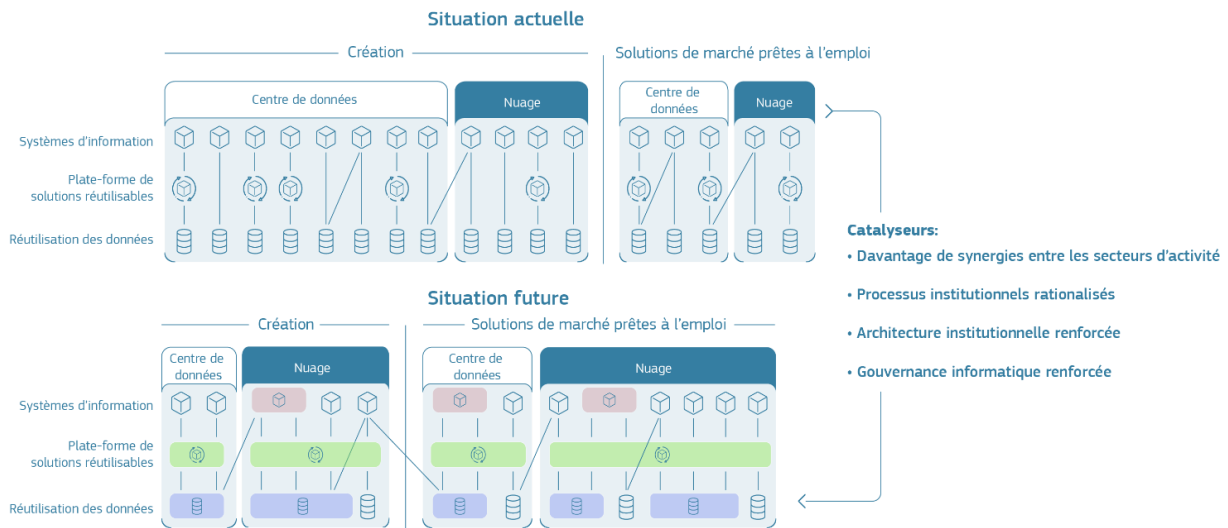 Situation actuelle
Création
Solutions de marché prêtes à l'emploi
Centre de données
Nuage
Centre de
données
Nuage
Systèmes d'information
Plate-forme de
solutions réutilisables
Réutilisation des données
Catalyseurs:
• Davantage de synergies entre les secteurs d'activité
• Processus institutionnels rationalisés
• Architecture institutionnelle renforcée
• Gouvernance informatique renforcée
Situation future
Création
Solutions de marché prêtes à l'emploi
Centre de
données
Nuage
Centre de
données
Nuage
Systèmes d'information
Plate-forme de
solutions réutilisables
Réutilisation des données